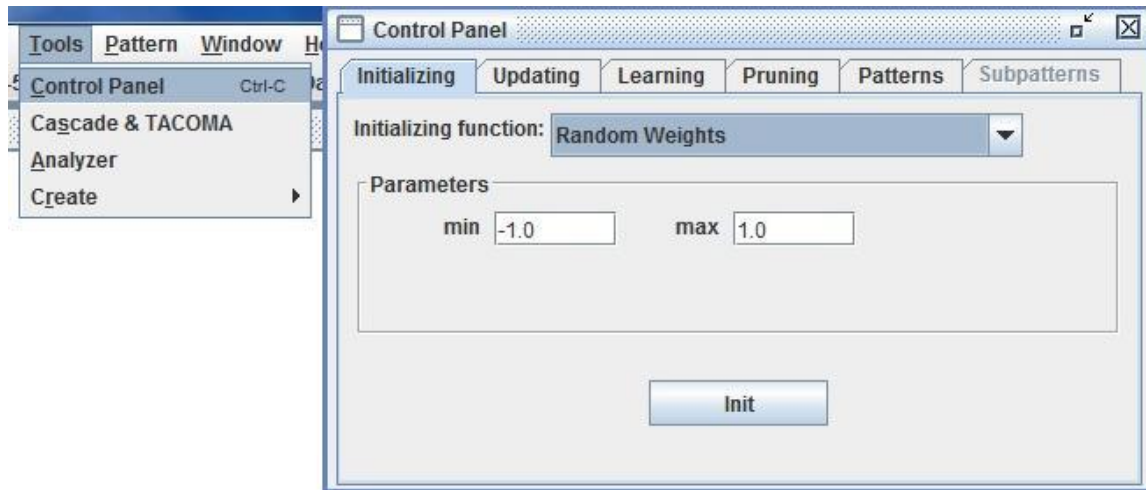 Tools Pattern Window
Control Panel Ctrl-C
Cascade & TACOMA
Analyzer
Create
Control Panel
Initializing Updating Learning Pruning Patterns Subpatterns
Initializing function: Random Weights
Parameters
min -1.0 max 1.0
Init